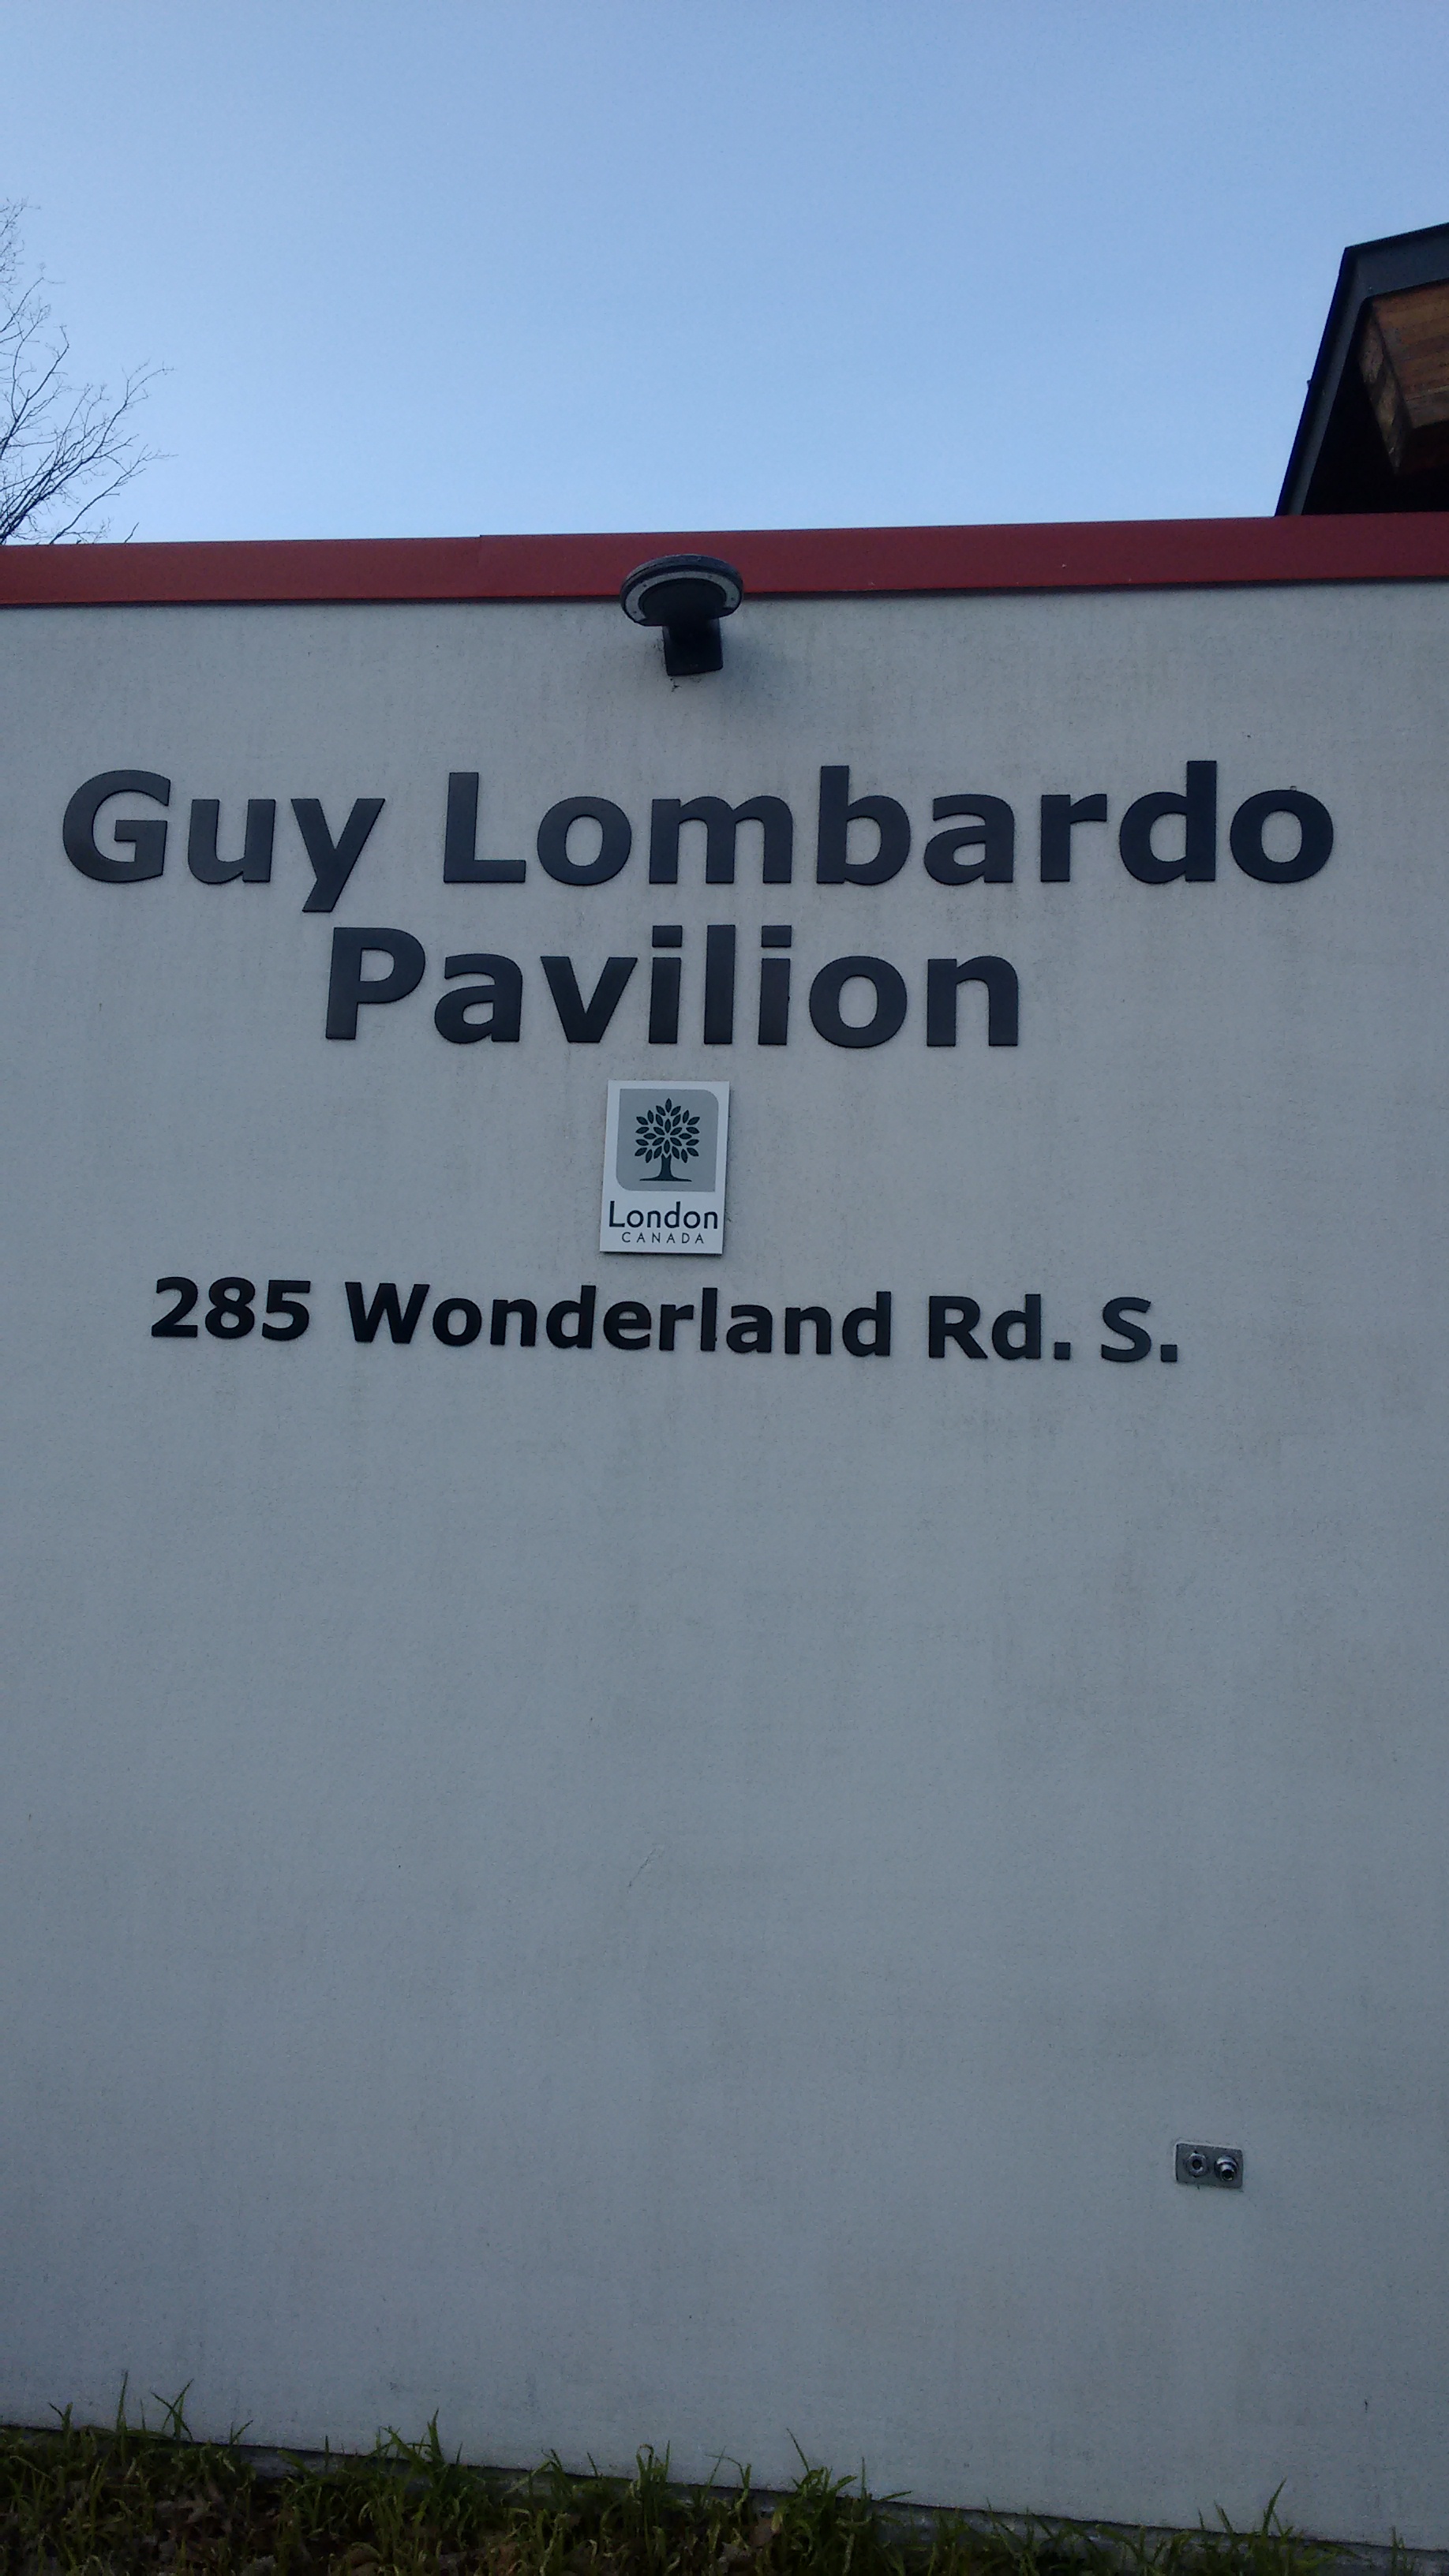 Guy Lombardo
Pavilion
London
CANADA
285 Wonderland Rd. S.